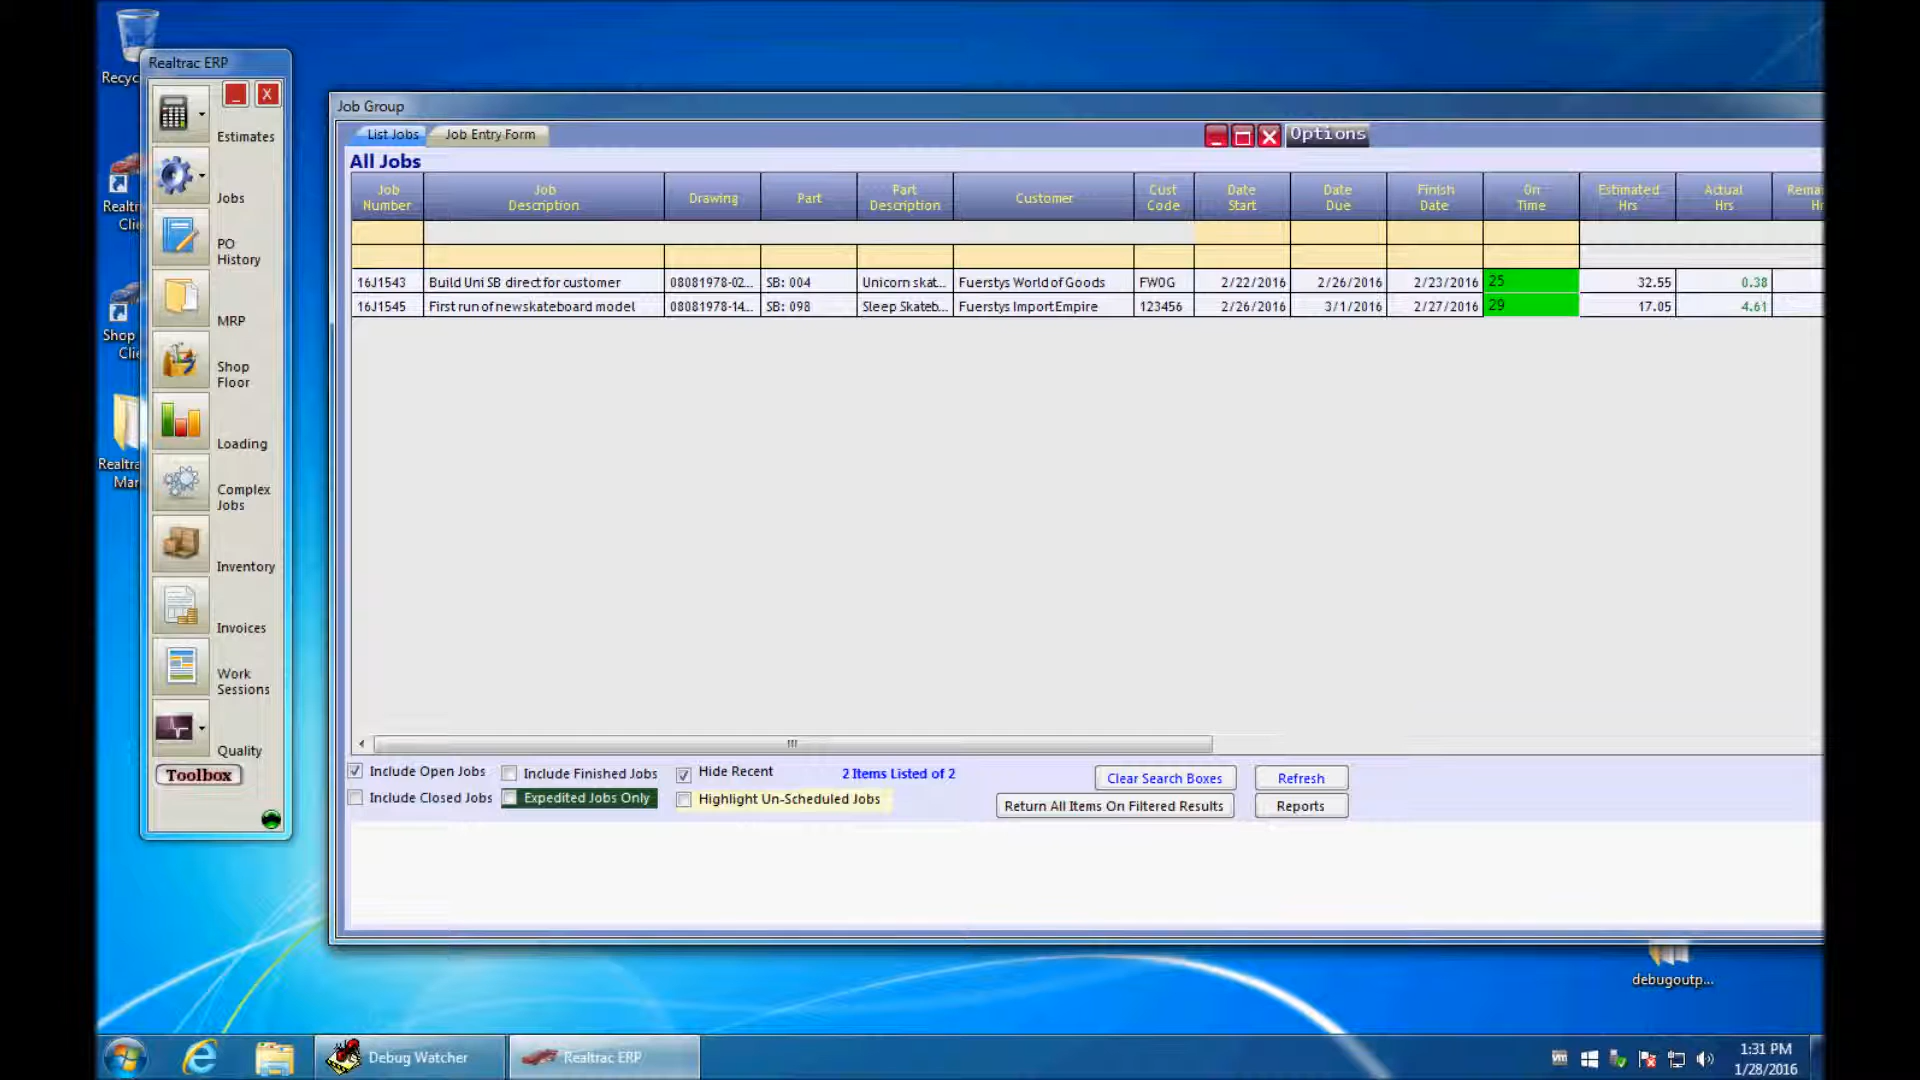 Recyc
Realtrac ERP
X
Estimates
Jobs
PO
History
MRP
Shop
Floor
Loading
Complex
Jobs
Inventory
Invoices
Work
Sessions
Quality
Toolbox
Realtr
Clie
Shop
Clie
Realtra
Man
Job Group
List Jobs
Job Entry Form
Options
All Jobs
Job Number
Job Description
Drawing
Part
Part Description
Customer
Cust Code
Date Start
Date Due
Finish Date
On Time
Estimated Hrs
Actual Hrs
16J1543 Build Uni SB direct for customer 08081978-02... SB: 004 Unicorn skat... Fuerstys World of Goods FWOG 2/22/2016 2/26/2016 2/23/2016 25 32.55 0.38
16J1545 First run of new skateboard model 08081978-14... SB: 098 Sleep Skateb... Fuerstys Import Empire 123456 2/26/2016 3/1/2016 2/27/2016 29 17.05 4.61
Include Open Jobs
Include Finished Jobs
Hide Recent
2 Items Listed of 2
Clear Search Boxes
Refresh
Include Closed Jobs
Expedited Jobs Only
Highlight Un-Scheduled Jobs
Return All Items On Filtered Results
Reports
debugoutp...
Debug Watcher
Realtrac ERP
1:31 PM
1/28/2016